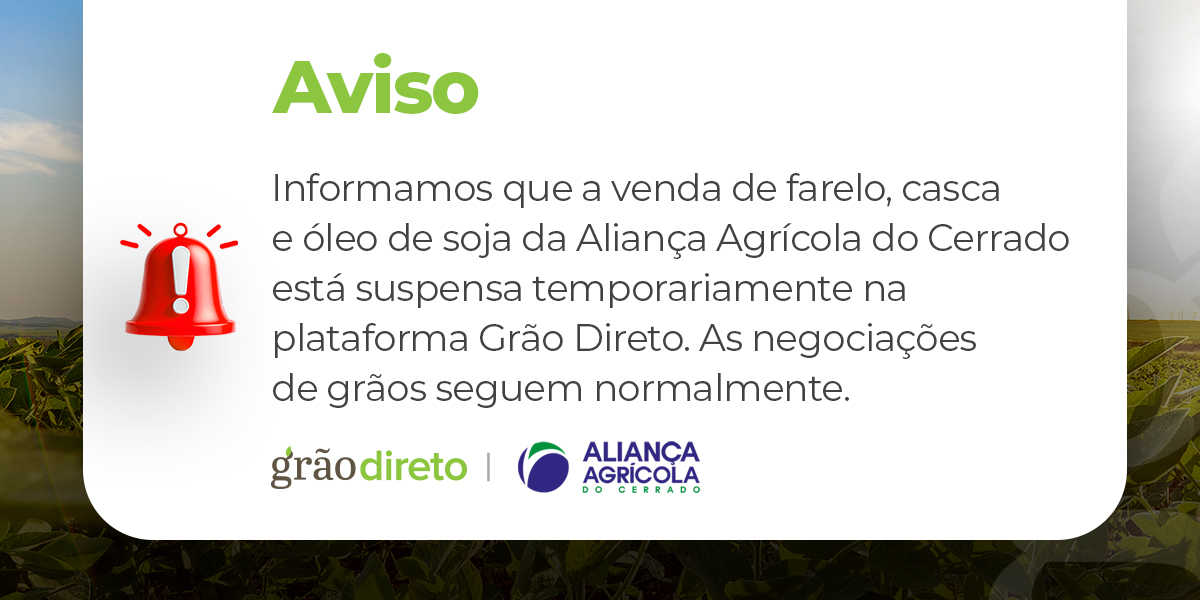 Aviso
Informamos que a venda de farelo, casca
e óleo de soja da Aliança Agrícola do Cerrado
está suspensa temporariamente na
plataforma Grão Direto. As negociações
de grãos seguem normalmente.
grãodireto | ALIANÇA
AGRÍCOLA
DO CERRADO